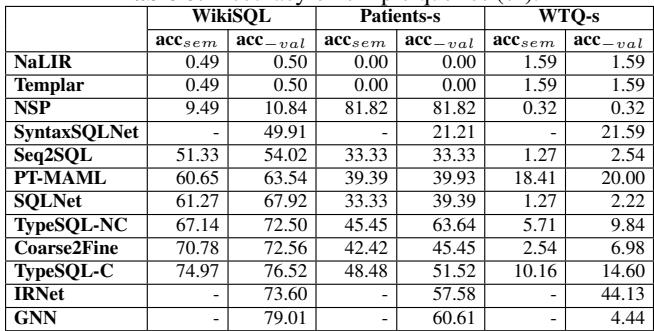 WikiSQL Patients-s WTQ-s
acc_sem acc_-val acc_sem acc_-val acc_sem acc_-val
NaLIR 0.49 0.50 0.00 0.00 1.59 1.59
Templar 0.49 0.50 0.00 0.00 1.59 1.59
NSP 9.49 10.84 81.82 81.82 0.32 0.32
SyntaxSQLNet - 49.91 - 21.21 - 21.59
Seq2SQL 51.33 54.02 33.33 33.33 1.27 2.54
PT-MAML 60.65 63.54 39.39 39.93 18.41 20.00
SQLNet 61.27 67.92 33.33 39.39 1.27 2.22
TypeSQL-NC 67.14 72.50 45.45 63.64 5.71 9.84
Coarse2Fine 70.78 72.56 42.42 45.45 2.54 6.98
TypeSQL-C 74.97 76.52 48.48 51.52 10.16 14.60
IRNet - 73.60 - 57.58 - 44.13
GNN - 79.01 - 60.61 - 4.44